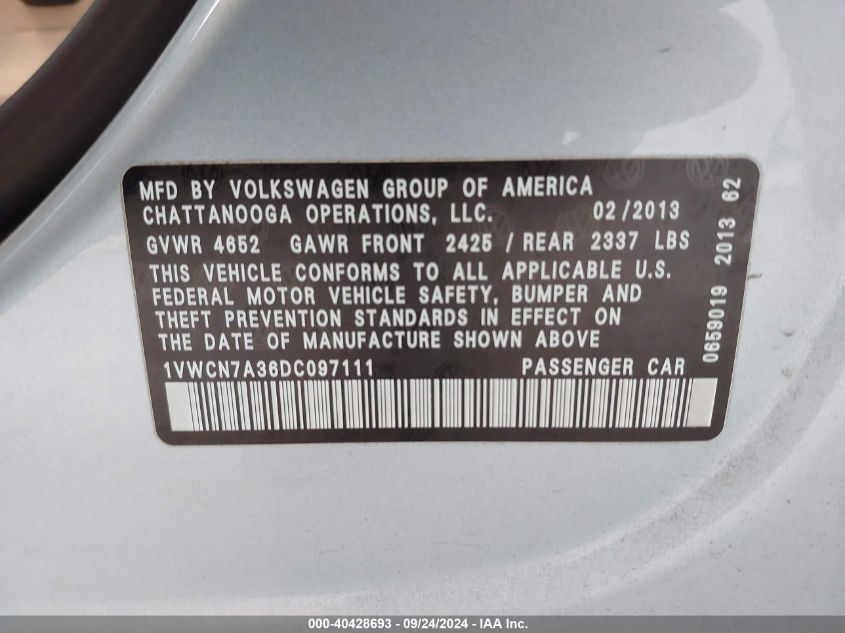 MFD BY VOLKSWAGEN GROUP OF AMERICA
CHATTANOOGA OPERATIONS, LLC. 02/2013
GVWR 4652 GAWR FRONT 2425 / REAR 2337 LBS
THIS VEHICLE CONFORMS TO ALL APPLICABLE U.S.
FEDERAL MOTOR VEHICLE SAFETY, BUMPER AND
THEFT PREVENTION STANDARDS IN EFFECT ON
THE DATE OF MANUFACTURE SHOWN ABOVE
1VWCN7A36DC097111 PASSENGER CAR
0659019 2013 62
000-40428693 - 09/24/2024 - IAA Inc.